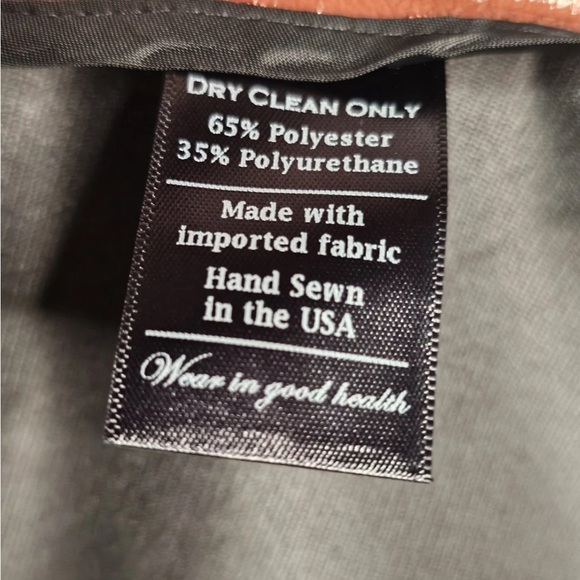 DRY CLEAN ONLY
65% Polyester
35% Polyurethane
Made with
imported fabric
Hand Sewn
in the USA
Wear in good health